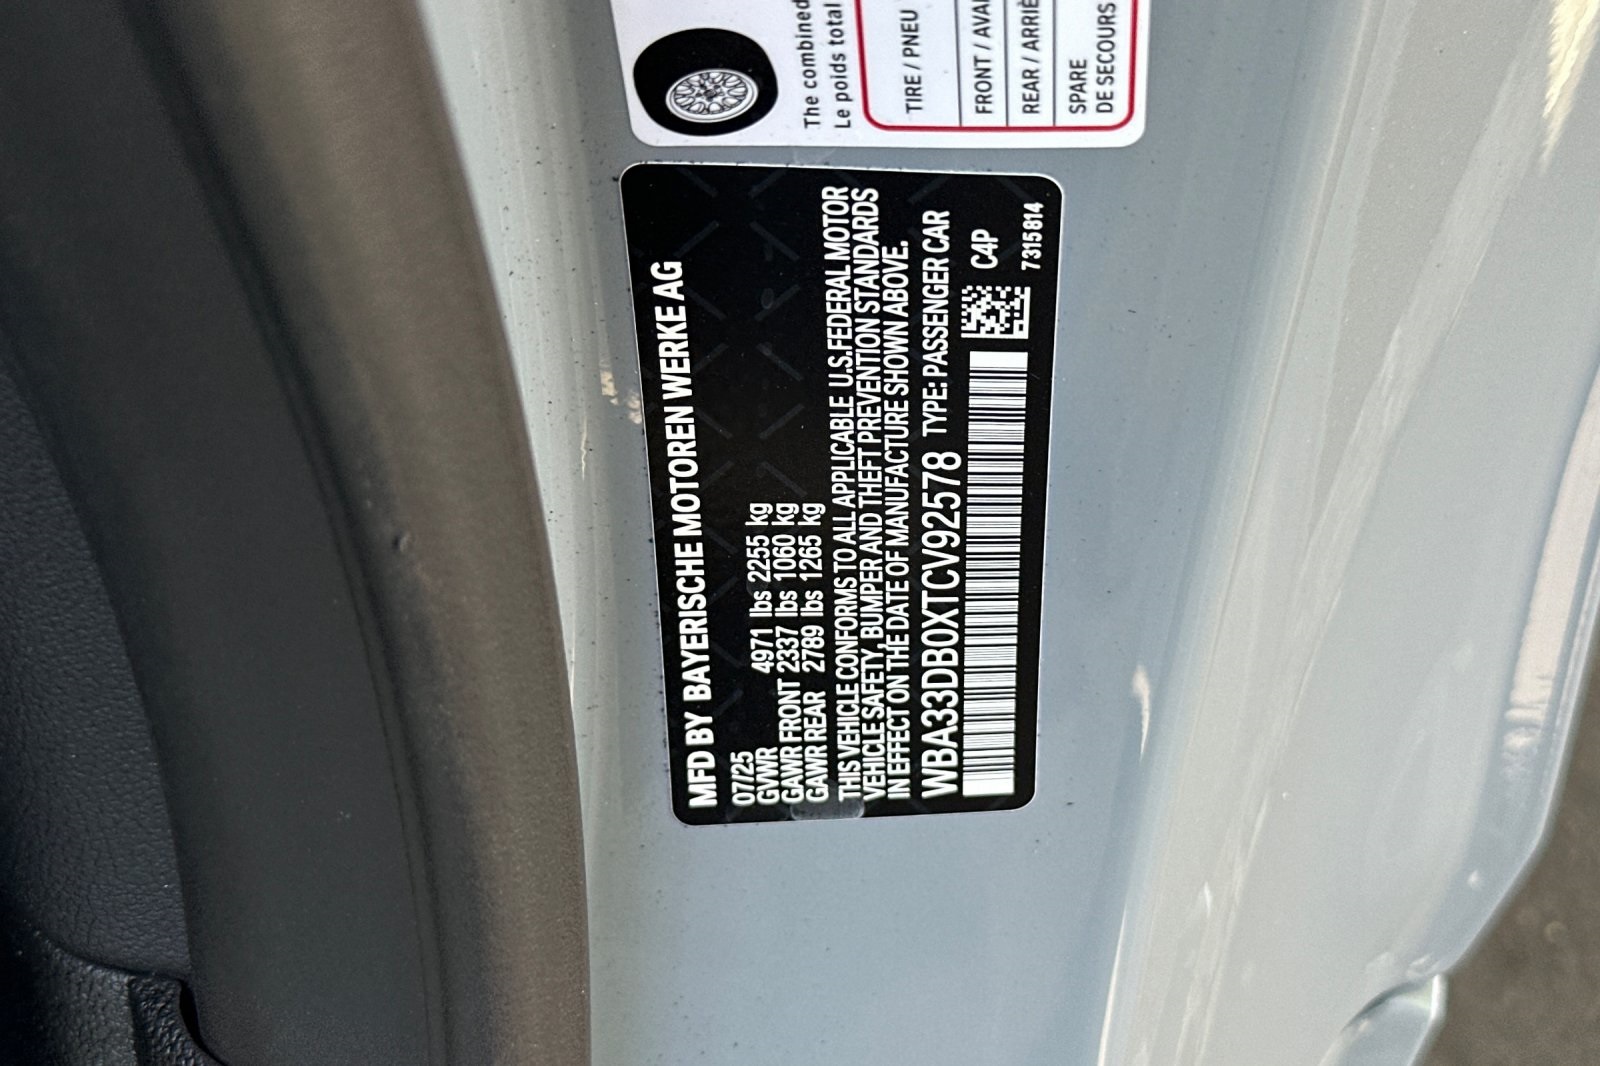 The combined
Le poids total
TIRE / PNEU
FRONT / AVA
REAR / ARRIÈ
SPARE
DE SECOURS
MFD BY BAYERISCHE MOTOREN WERKE AG
07/25
GVWR 4971 lbs 2255 kg
GAWR FRONT 2337 lbs 1060 kg
GAWR REAR 2789 lbs 1265 kg
THIS VEHICLE CONFORMS TO ALL APPLICABLE U.S.FEDERAL MOTOR
VEHICLE SAFETY, BUMPER AND THEFT PREVENTION STANDARDS
IN EFFECT ON THE DATE OF MANUFACTURE SHOWN ABOVE.
WBA33DB0XTCV92578 TYPE: PASSENGER CAR
C4P
7315814